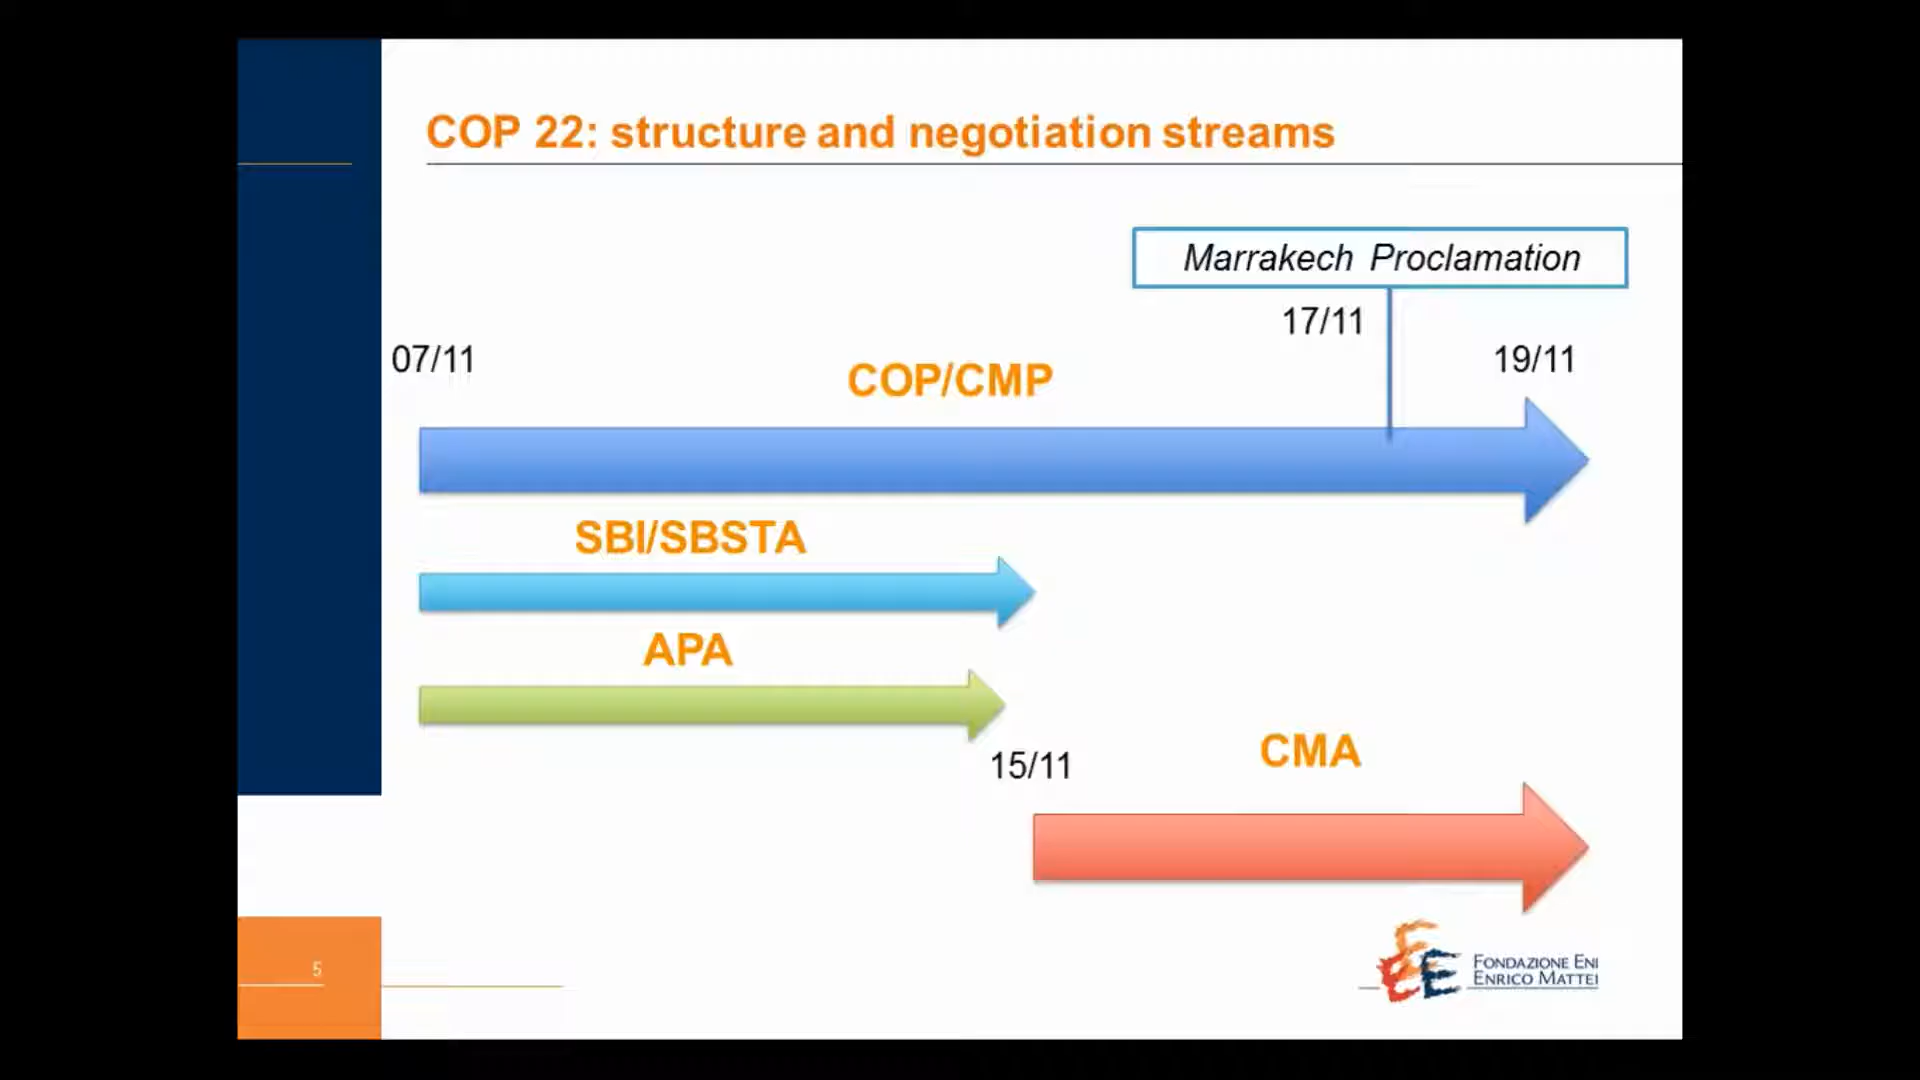 COP 22: structure and negotiation streams
Marrakech Proclamation
17/11
07/11
19/11
COP/CMP
SBI/SBSTA
APA
15/11
CMA
5
FONDAZIONE ENI
ENRICO MATTEI